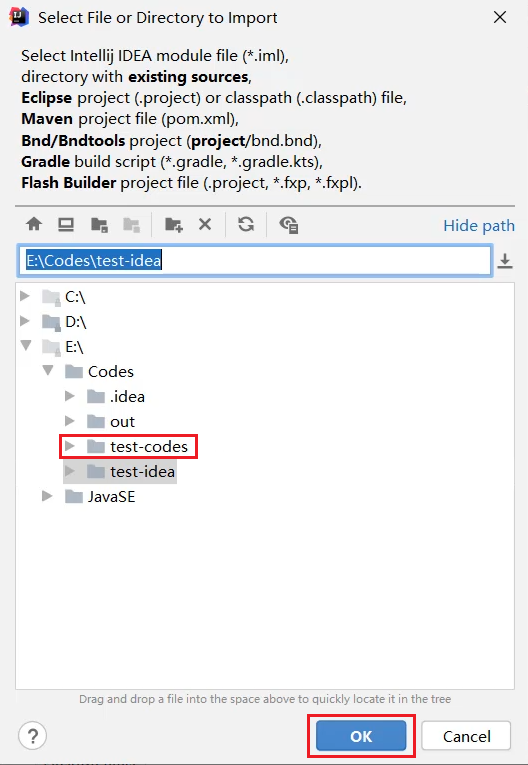 Select File or Directory to Import
Select Intellij IDEA module file (*.iml),
directory with existing sources,
Eclipse project (.project) or classpath (.classpath) file,
Maven project file (pom.xml),
Bnd/Bndtools project (project/bnd.bnd),
Gradle build script (*.gradle, *.gradle.kts),
Flash Builder project file (.project, *.fxp, *.fxpl).
Hide path
E:\Codes\test-idea
C:\
D:\
E:\
Codes
.idea
out
test-codes
test-idea
JavaSE
Drag and drop a file into the space above to quickly locate it in the tree
? OK Cancel